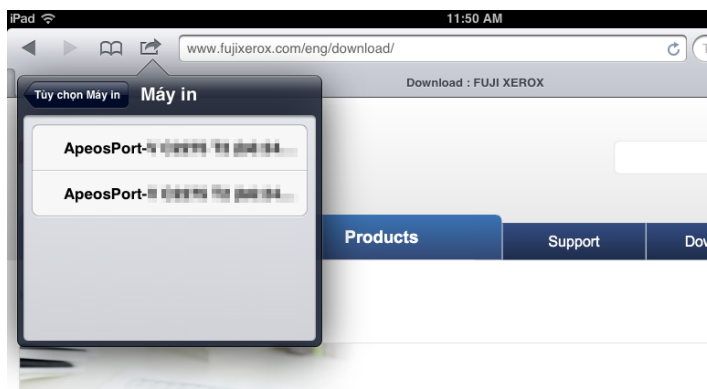 iPad 11:50 AM
www.fujixerox.com/eng/download/
Download : FUJI XEROX
Tùy chọn Máy in Máy in
ApeosPort-
ApeosPort-
Products Support